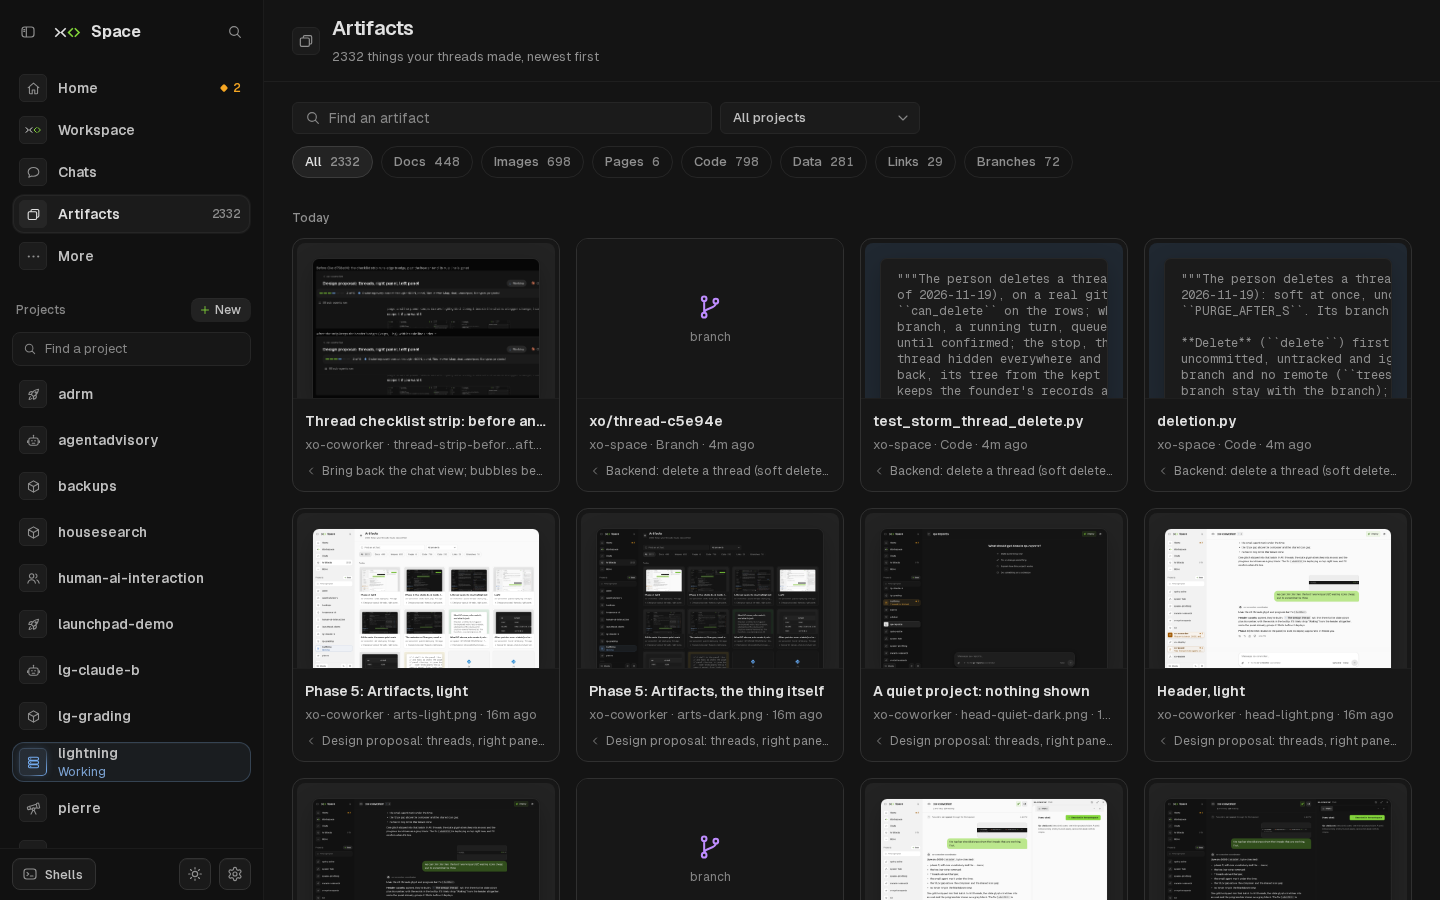 Space
Home 2
Workspace
Chats
Artifacts 2332
More
Projects + New
Find a project
adrm
agentadvisory
backups
housesearch
human-ai-interaction
launchpad-demo
lg-claude-b
lg-grading
lightning
Working
pierre
Shells
Artifacts
2332 things your threads made, newest first
Find an artifact
All projects
All 2332 Docs 448 Images 698 Pages 6 Code 798 Data 281 Links 29 Branches 72
Today
Thread checklist strip: before an...
xo-coworker · thread-strip-befor...aft...
Bring back the chat view; bubbles be...
branch
xo/thread-c5e94e
xo-space · Branch · 4m ago
Backend: delete a thread (soft delete...
"""The person deletes a threa
of 2026-11-19), on a real git
``can_delete`` on the rows; wh
branch, a running turn, queue
until confirmed; the stop, th
thread hidden everywhere and
back, its tree from the kept
keeps the founder's records a
test_storm_thread_delete.py
xo-space · Code · 4m ago
Backend: delete a thread (soft delete...
"""The person deletes a threa
2026-11-19): soft at once, und
``PURGE_AFTER_S``. Its branch
**Delete** (``delete``) first
uncommitted, untracked and ig
branch and no remote (``trees
branch stay with the branch);
deletion.py
xo-space · Code · 4m ago
Backend: delete a thread (soft delete...
Phase 5: Artifacts, light
xo-coworker · arts-light.png · 16m ago
Design proposal: threads, right pane...
Phase 5: Artifacts, the thing itself
xo-coworker · arts-dark.png · 16m ago
Design proposal: threads, right pane...
A quiet project: nothing shown
xo-coworker · head-quiet-dark.png · 1...
Design proposal: threads, right pane...
Header, light
xo-coworker · head-light.png · 16m ago
Design proposal: threads, right pane...
branch